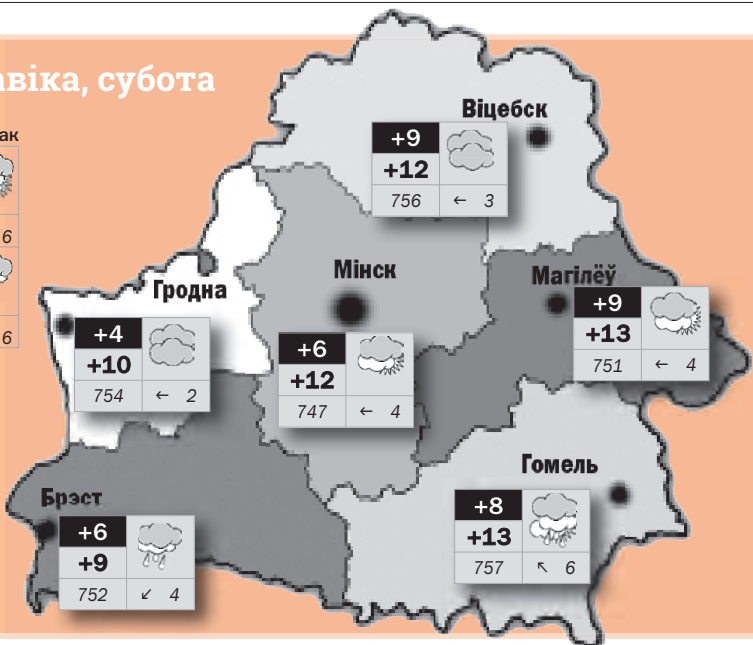 авіка, субота
ак
6
6
Віцебск
+9
+12
756 ← 3
Мінск
+6
+12
747 ← 4
Магілёў
+9
+13
751 ← 4
Гродна
+4
+10
754 ← 2
Гомель
+8
+13
757 ↖ 6
Брэст
+6
+9
752 ↙ 4